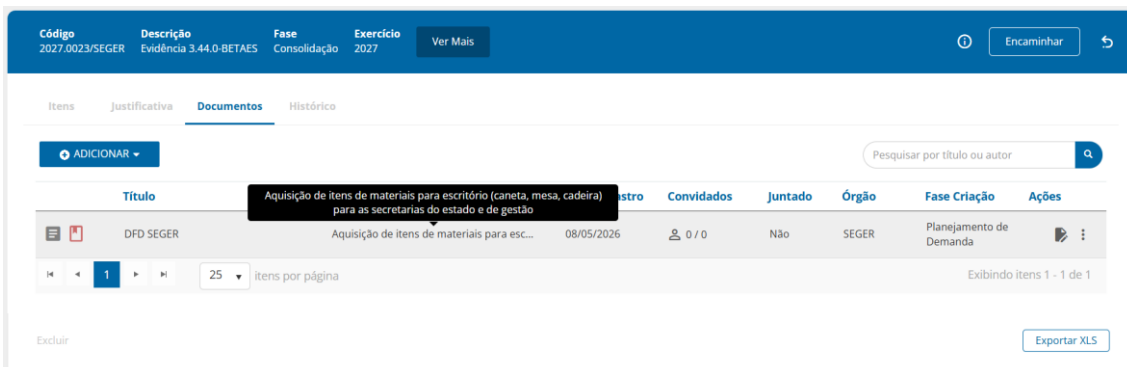 Código Descrição Fase Exercício
2027.0023/SEGER Evidência 3.44.0-BETAES Consolidação 2027
Ver Mais
Encaminhar
Itens Justificativa Documentos Histórico
ADICIONAR
Pesquisar por título ou autor
Aquisição de itens de materiais para escritório (caneta, mesa, cadeira)
para as secretarias do estado e de gestão
Título stro Convidados Juntado Órgão Fase Criação Ações
DFD SEGER Aquisição de itens de materiais para esc... 08/05/2026 0 / 0 Não SEGER Planejamento de
Demanda
1 25 itens por página Exibindo itens 1 - 1 de 1
Excluir Exportar XLS